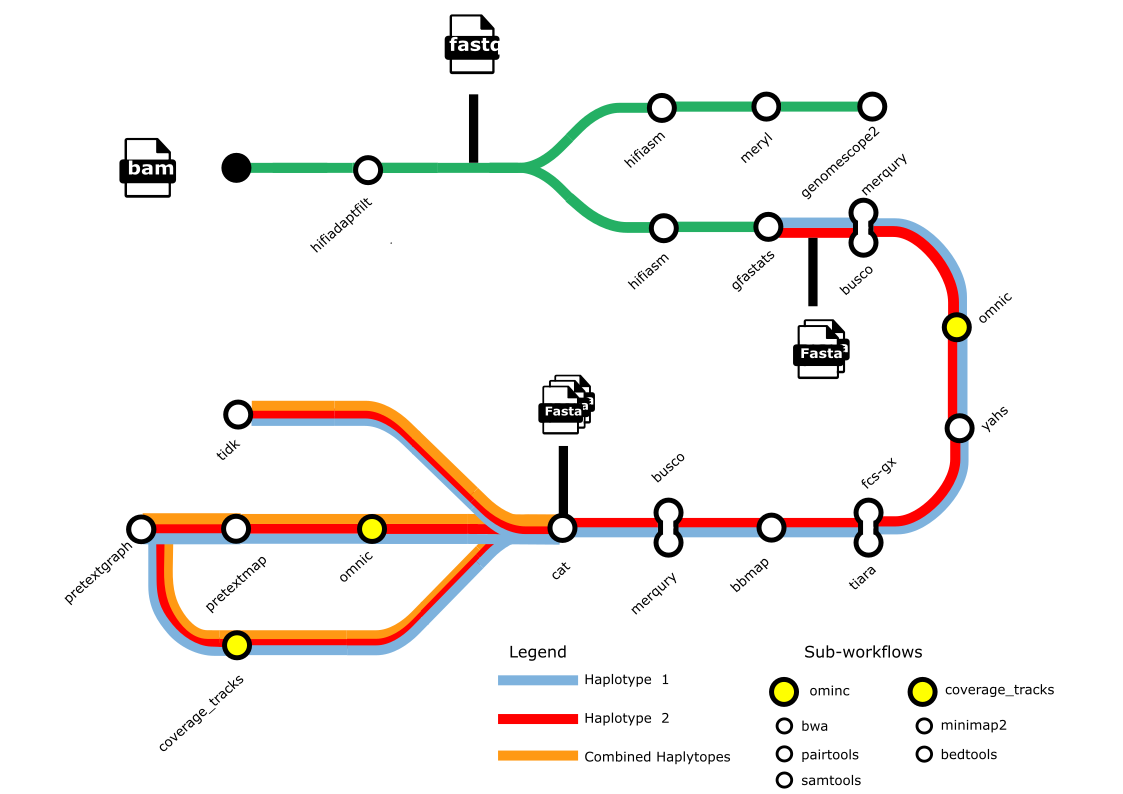 fastq
bam
hifiasm
meryl
genomescope2
merqury
hifiadaptfilt
hifiasm
gfastats
busco
omnic
Fasta
a
Fasta
a
a
yahs
tidk
busco
fcs-gx
pretextgraph
pretextmap
omnic
cat
merqury
bbmap
tiara
coverage_tracks
Legend
Haplotype 1
Haplotype 2
Combined Haplytopes
Sub-workflows
ominc
coverage_tracks
bwa
minimap2
pairtools
bedtools
samtools